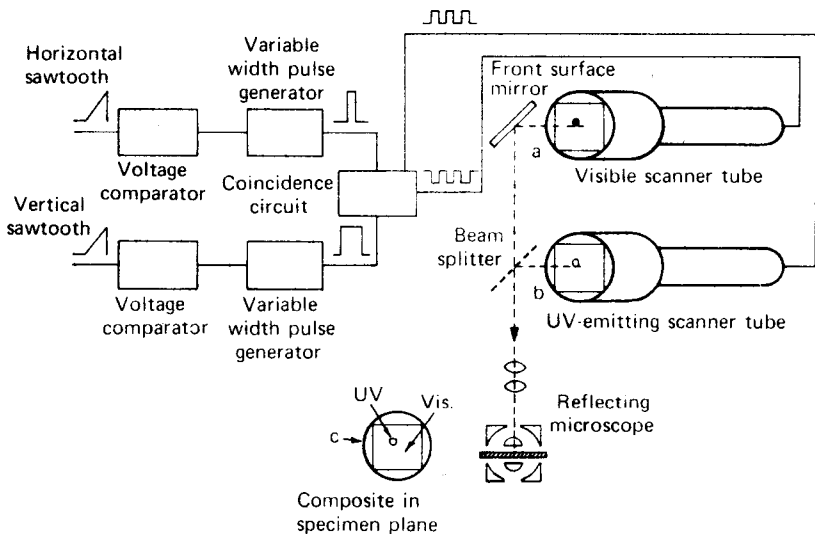 Horizontal
sawtooth
Variable
width pulse
generator
Voltage
comparator
Coincidence
circuit
Vertical
sawtooth
Voltage
comparator
Variable
width pulse
generator
Front surface
mirror
a
Visible scanner tube
Beam
splitter
b
UV-emitting scanner tube
UV
Vis.
c
Composite in
specimen plane
Reflecting
microscope